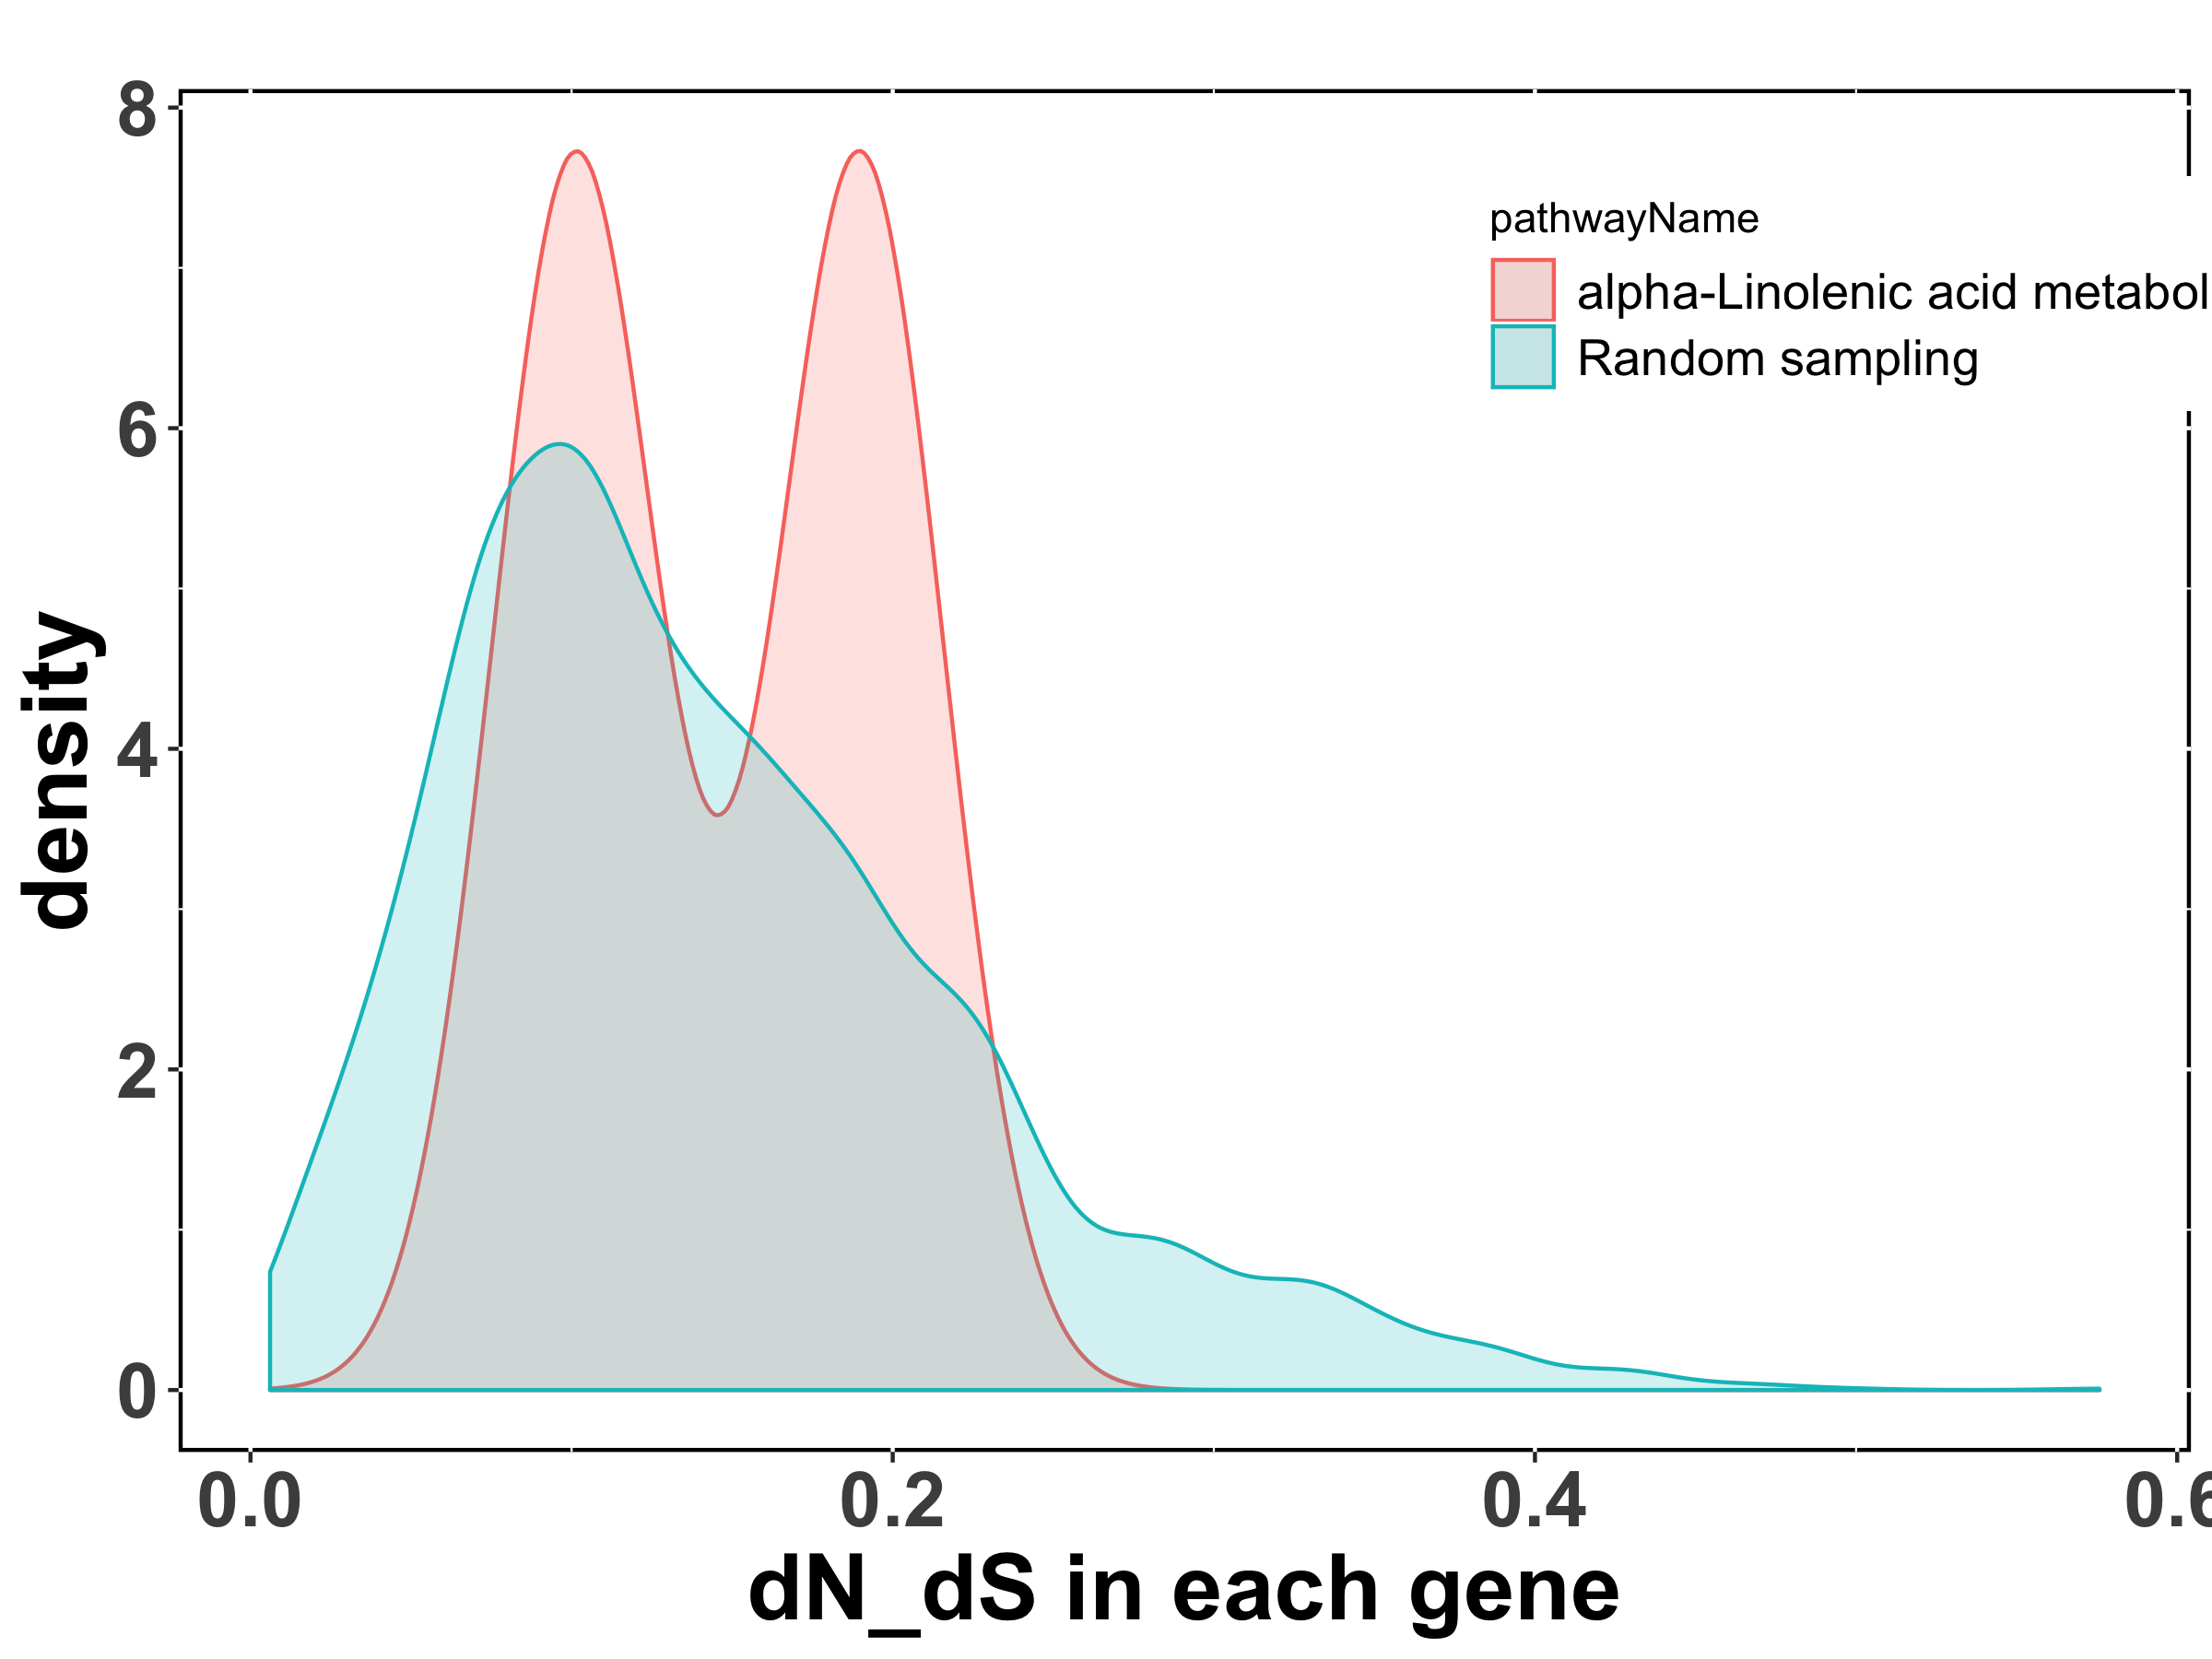 8
6
4
2
0
density
pathwayName
alpha-Linolenic acid metabol
Random sampling
0.0 0.2 0.4 0.6
dN_dS in each gene